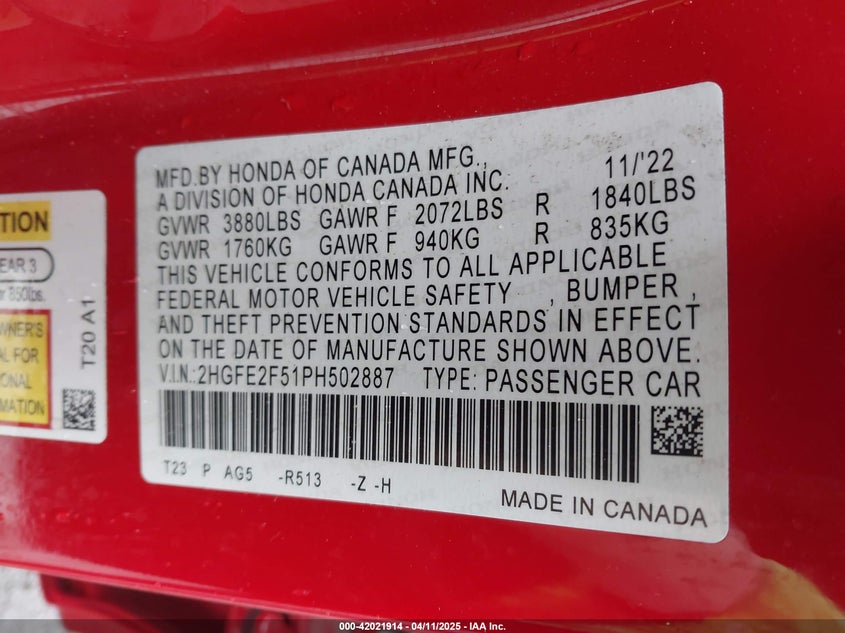 MFD.BY HONDA OF CANADA MFG., 11/'22
A DIVISION OF HONDA CANADA INC.
GVWR 3880LBS GAWR F 2072LBS R 1840LBS
GVWR 1760KG GAWR F 940KG R 835KG
THIS VEHICLE CONFORMS TO ALL APPLICABLE
FEDERAL MOTOR VEHICLE SAFETY , BUMPER ,
AND THEFT PREVENTION STANDARDS IN EFFECT
ON THE DATE OF MANUFACTURE SHOWN ABOVE.
V.I.N.:2HGFE2F51PH502887 TYPE: PASSENGER CAR
T23 P AG5 -R513 -Z -H
MADE IN CANADA
T20 A1
850lbs.
FOR
000-42021914 - 04/11/2025 - IAA Inc.